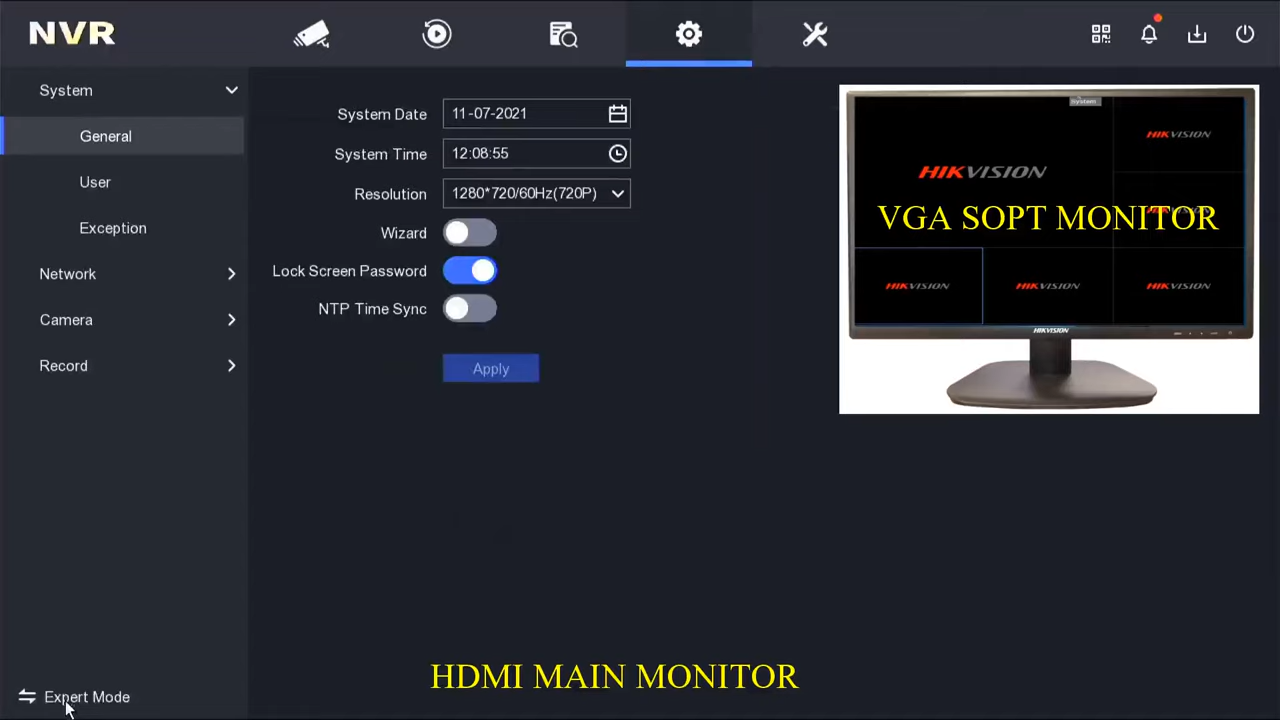 NVR
System
General
User
Exception
Network
Camera
Record
Expert Mode
System Date 11-07-2021
System Time 12:08:55
Resolution 1280*720/60Hz(720P)
Wizard
Lock Screen Password
NTP Time Sync
Apply
System
HIKVISION
HIKVISION
VGA SOPT MONITOR
HIKVISION
HIKVISION
HIKVISION
HIKVISION
HIKVISION
HDMI MAIN MONITOR